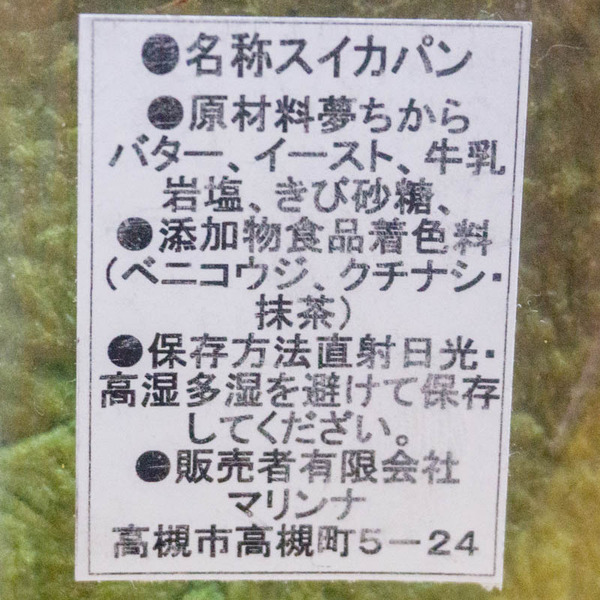 ●名称スイカパン
●原材料夢ちから
バター、イースト、牛乳
岩塩、きび砂糖、
●添加物食品着色料
(ベニコウジ、クチナシ・
抹茶)
●保存方法直射日光・
高湿多湿を避けて保存
してくだざい。
●販売者有限会社
マリンナ
高槻市高槻町5-24